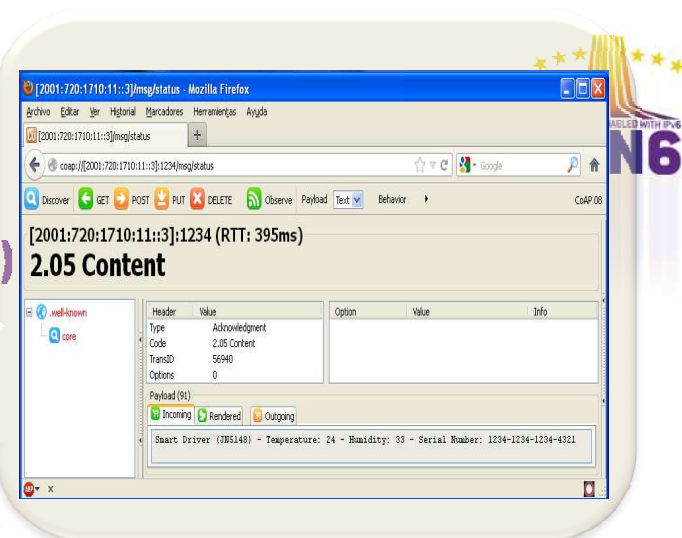 [2001:720:1710:11::3]/msg/status - Mozilla Firefox
Archivo Editar Ver Historial Marcadores Herramientas Ayuda
[2001:720:1710:11::3]/msg/status +
coap://[2001:720:1710:11::3]:1234/msg/status Google
Discover GET POST PUT DELETE Observe Payload Text Behavior CoAP 08
[2001:720:1710:11::3]:1234 (RTT: 395ms)
2.05 Content
.well-known
core
Header Value
Type Acknowledgment
Code 2.05 Content
TransID 56940
Options 0
Option Value Info
Payload (91)
Incoming Rendered Outgoing
Smart Driver (JN5148) - Temperature: 24 - Humidity: 33 - Serial Number: 1234-1234-1234-4321
x
ABLED WITH IPv6
N6
)